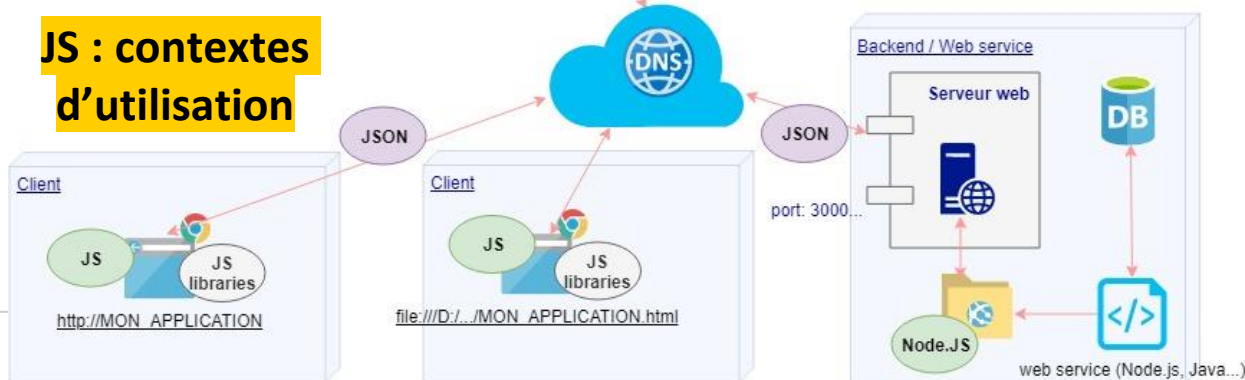 JS : contextes
d'utilisation
DNS
JSON
JSON
Client
JS
JS
libraries
http://MON_APPLICATION
Client
JS
JS
libraries
file:///D:/.../MON_APPLICATION.html
Backend / Web service
Serveur web
DB
port: 3000...
Node.JS
</>
web service (Node.js, Java...)